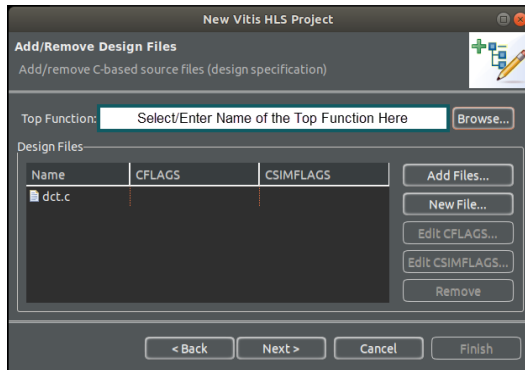 New Vitis HLS Project
Add/Remove Design Files
Add/remove C-based source files (design specification)
Top Function: Select/Enter Name of the Top Function Here Browse...
Design Files
Name CFLAGS CSIMFLAGS
dct.c
Add Files...
New File...
Edit CFLAGS...
Edit CSIMFLAGS...
Remove
< Back Next > Cancel Finish